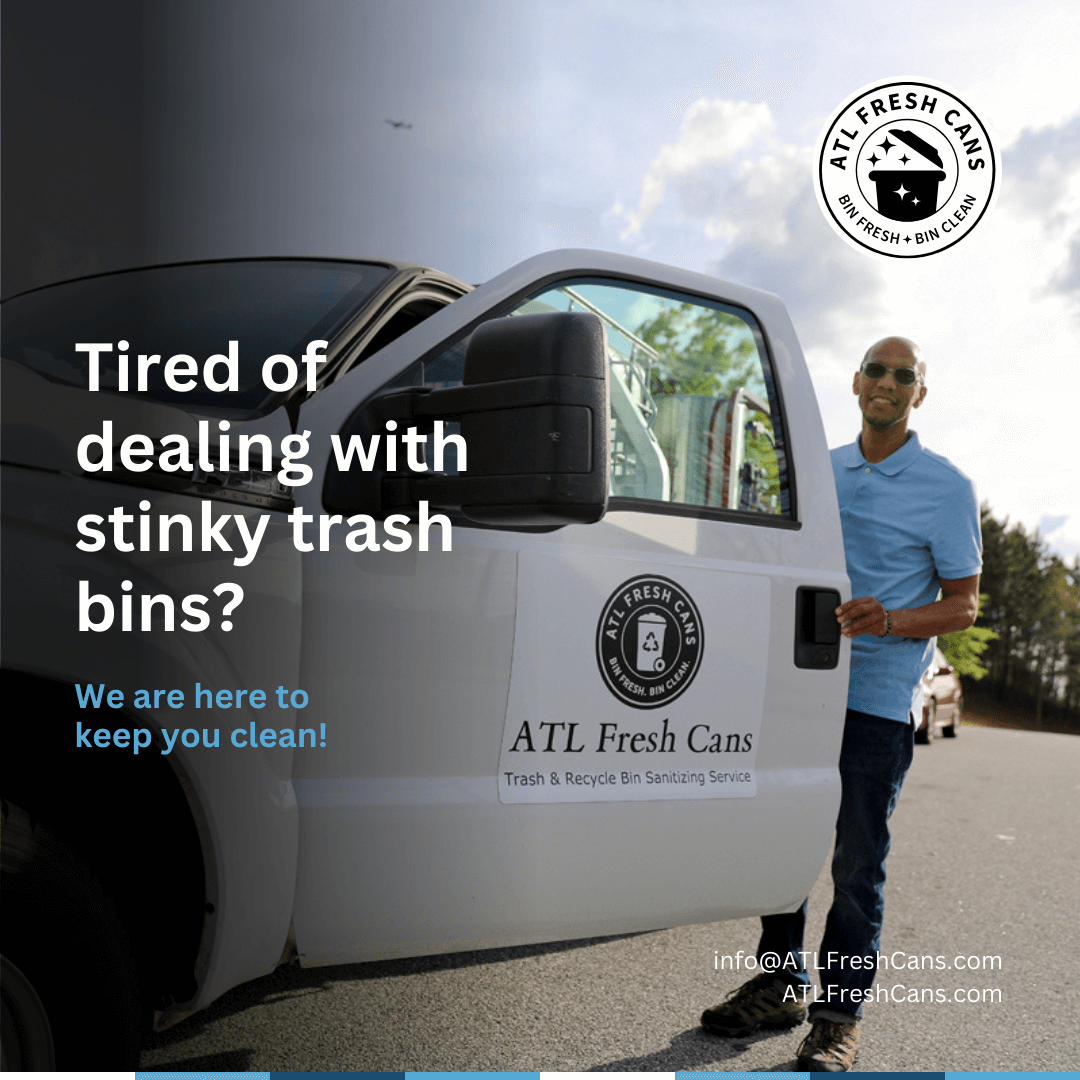 ATL FRESH CANS
BIN FRESH BIN CLEAN
Tired of
dealing with
stinky trash
bins?
We are here to
keep you clean!
ATL FRESH CANS
BIN FRESH. BIN CLEAN.
ATL Fresh Cans
Trash & Recycle Bin Sanitizing Service
info@ATLFreshCans.com
ATLFreshCans.com